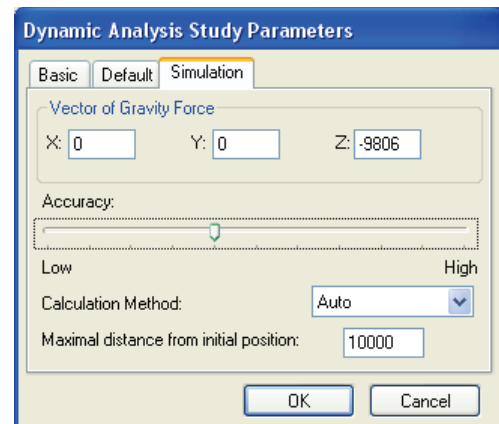 Dynamic Analysis Study Parameters
Basic Default Simulation
Vector of Gravity Force
X: 0 Y: 0 Z: -9806
Accuracy:
Low High
Calculation Method: Auto
Maximal distance from initial position: 10000
OK Cancel